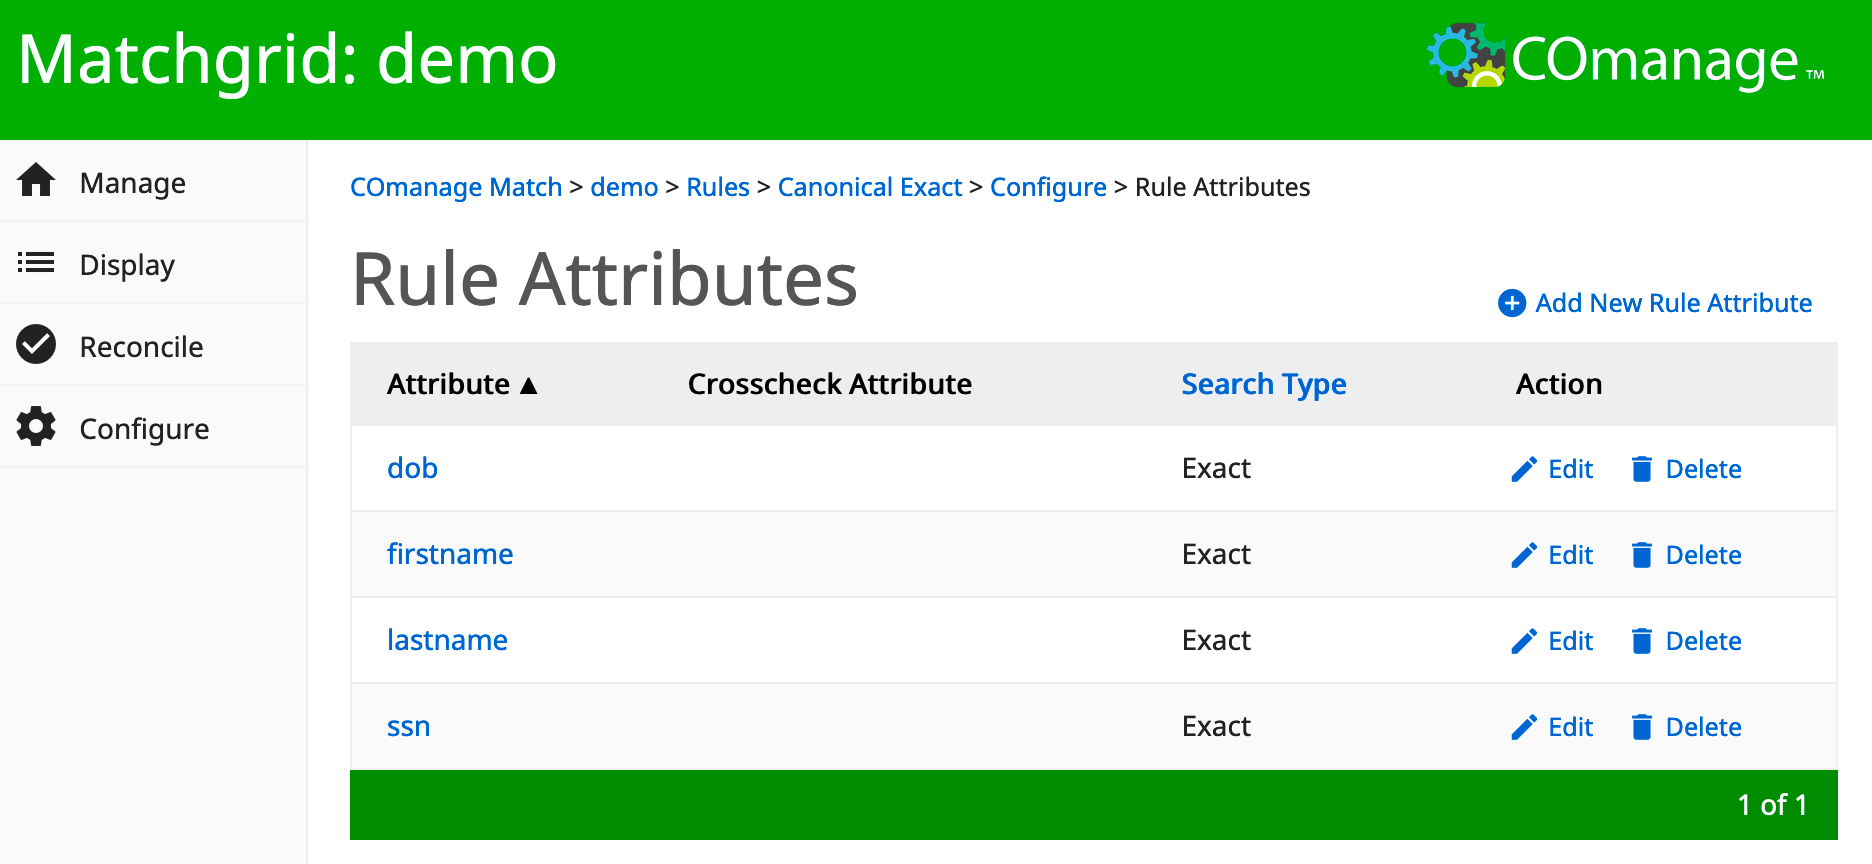 Matchgrid: demo
COmanage ™
Manage
Display
Reconcile
Configure
COmanage Match > demo > Rules > Canonical Exact > Configure > Rule Attributes
Rule Attributes
Add New Rule Attribute
Attribute ▲ Crosscheck Attribute Search Type Action
dob Exact Edit Delete
firstname Exact Edit Delete
lastname Exact Edit Delete
ssn Exact Edit Delete
1 of 1